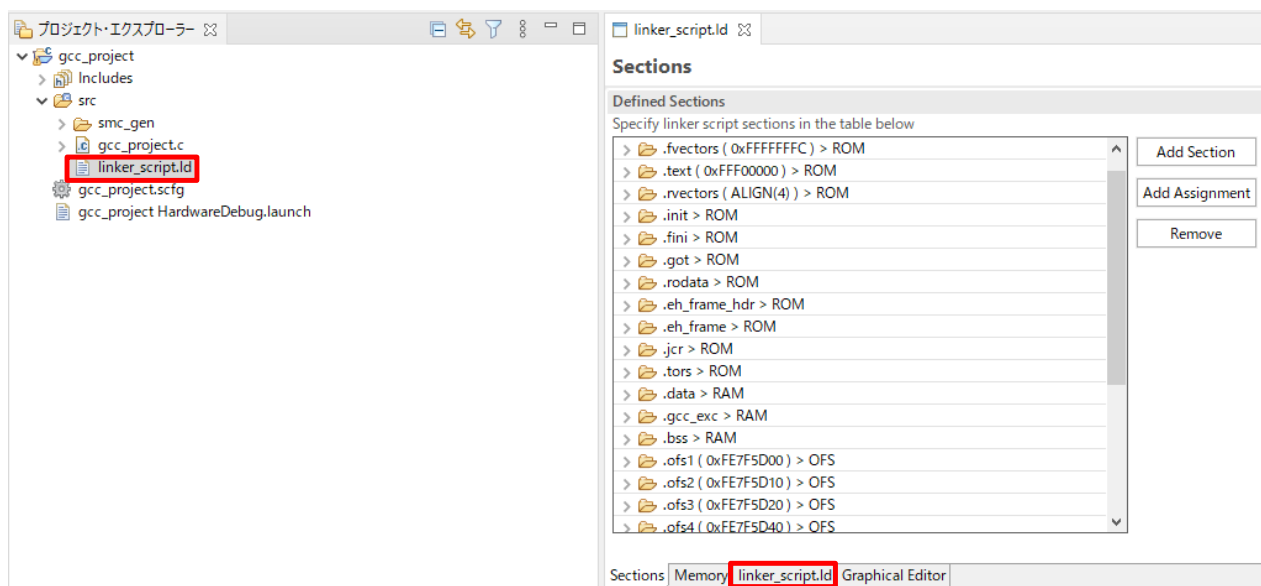 プロジェクト・エクスプローラー
gcc_project
Includes
src
smc_gen
gcc_project.c
linker_script.ld
gcc_project.scfg
gcc_project HardwareDebug.launch
linker_script.ld
Sections
Defined Sections
Specify linker script sections in the table below
.fvectors ( 0xFFFFFFFC ) > ROM
.text ( 0xFFF00000 ) > ROM
.rvectors ( ALIGN(4) ) > ROM
.init > ROM
.fini > ROM
.got > ROM
.rodata > ROM
.eh_frame_hdr > ROM
.eh_frame > ROM
.jcr > ROM
.tors > ROM
.data > RAM
.gcc_exc > RAM
.bss > RAM
.ofs1 ( 0xFE7F5D00 ) > OFS
.ofs2 ( 0xFE7F5D10 ) > OFS
.ofs3 ( 0xFE7F5D20 ) > OFS
.ofs4 ( 0xFE7F5D40 ) > OFS
Add Section
Add Assignment
Remove
Sections Memory linker_script.ld Graphical Editor